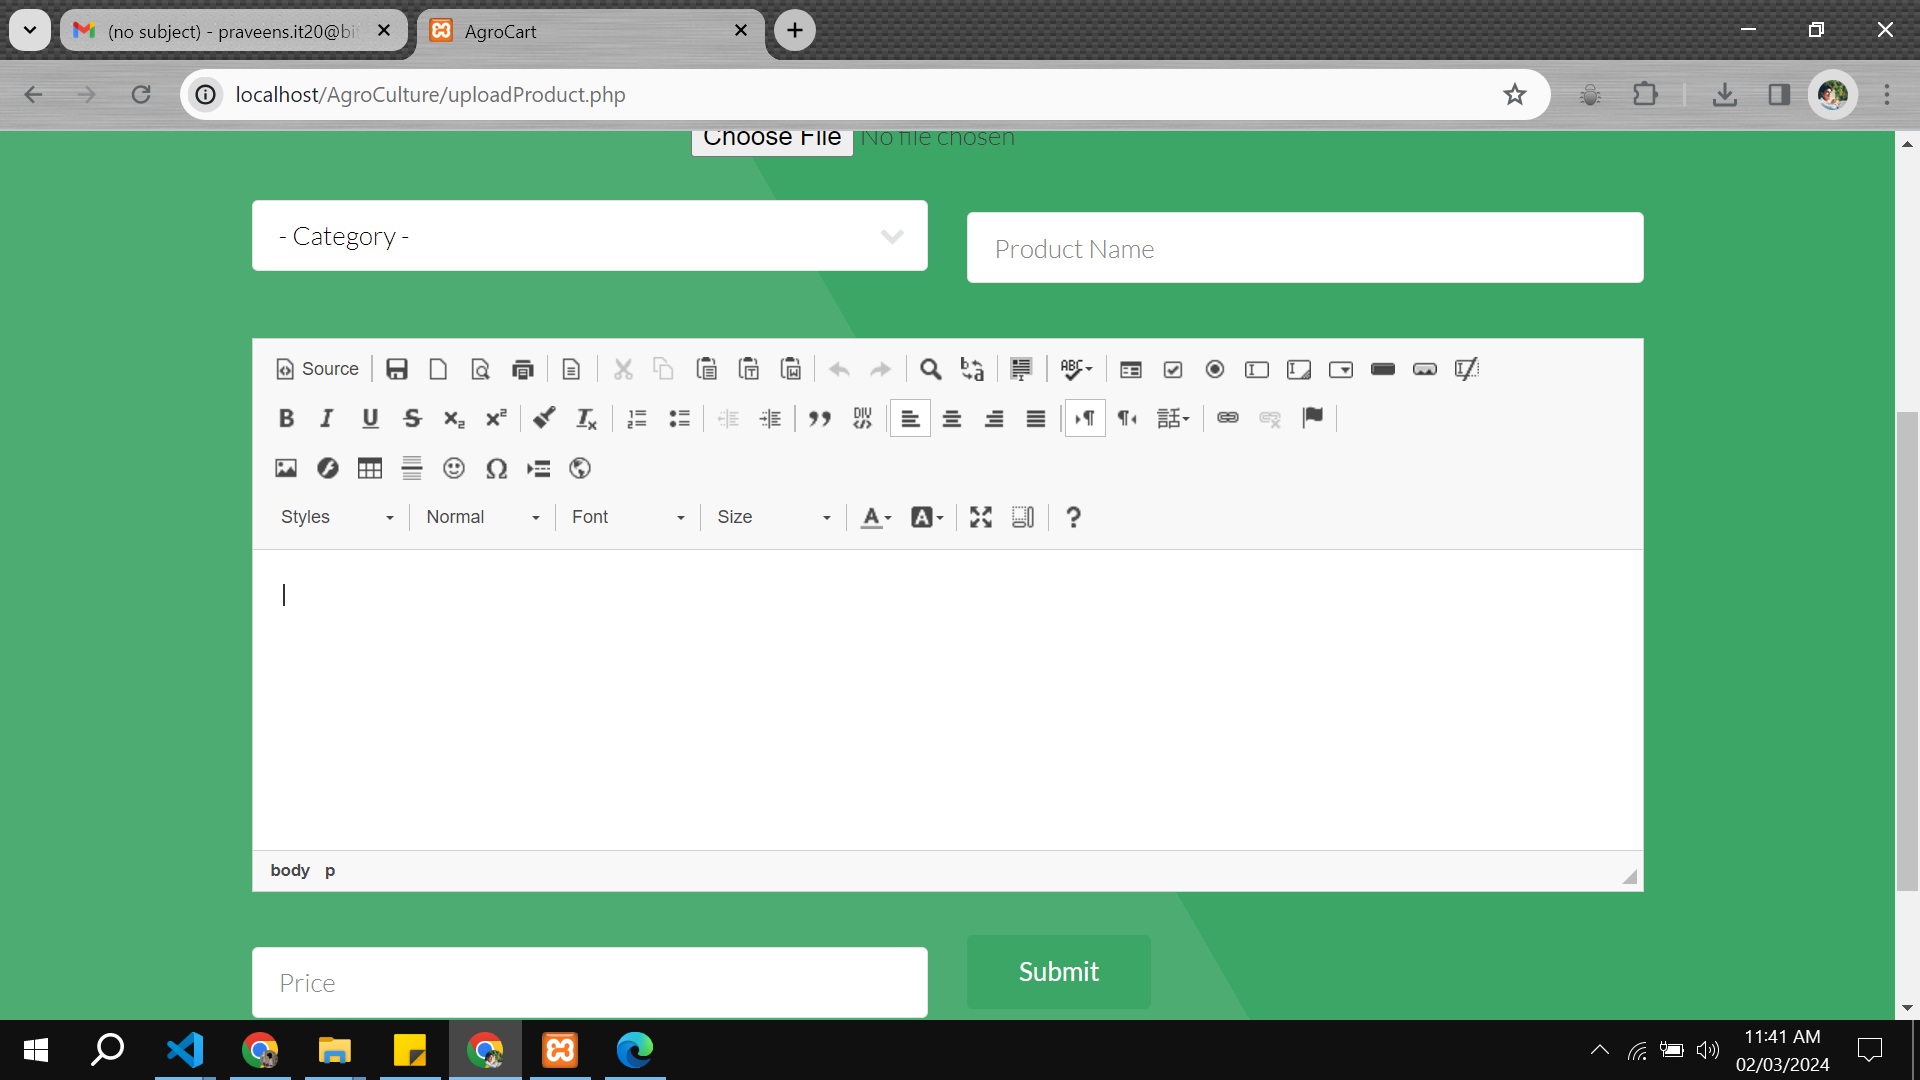 (no subject) - praveens.it20@bi
AgroCart
localhost/AgroCulture/uploadProduct.php
Choose File No file chosen
- Category -
Product Name
Source
Styles Normal Font Size
body p
Price
Submit
11:41 AM
02/03/2024